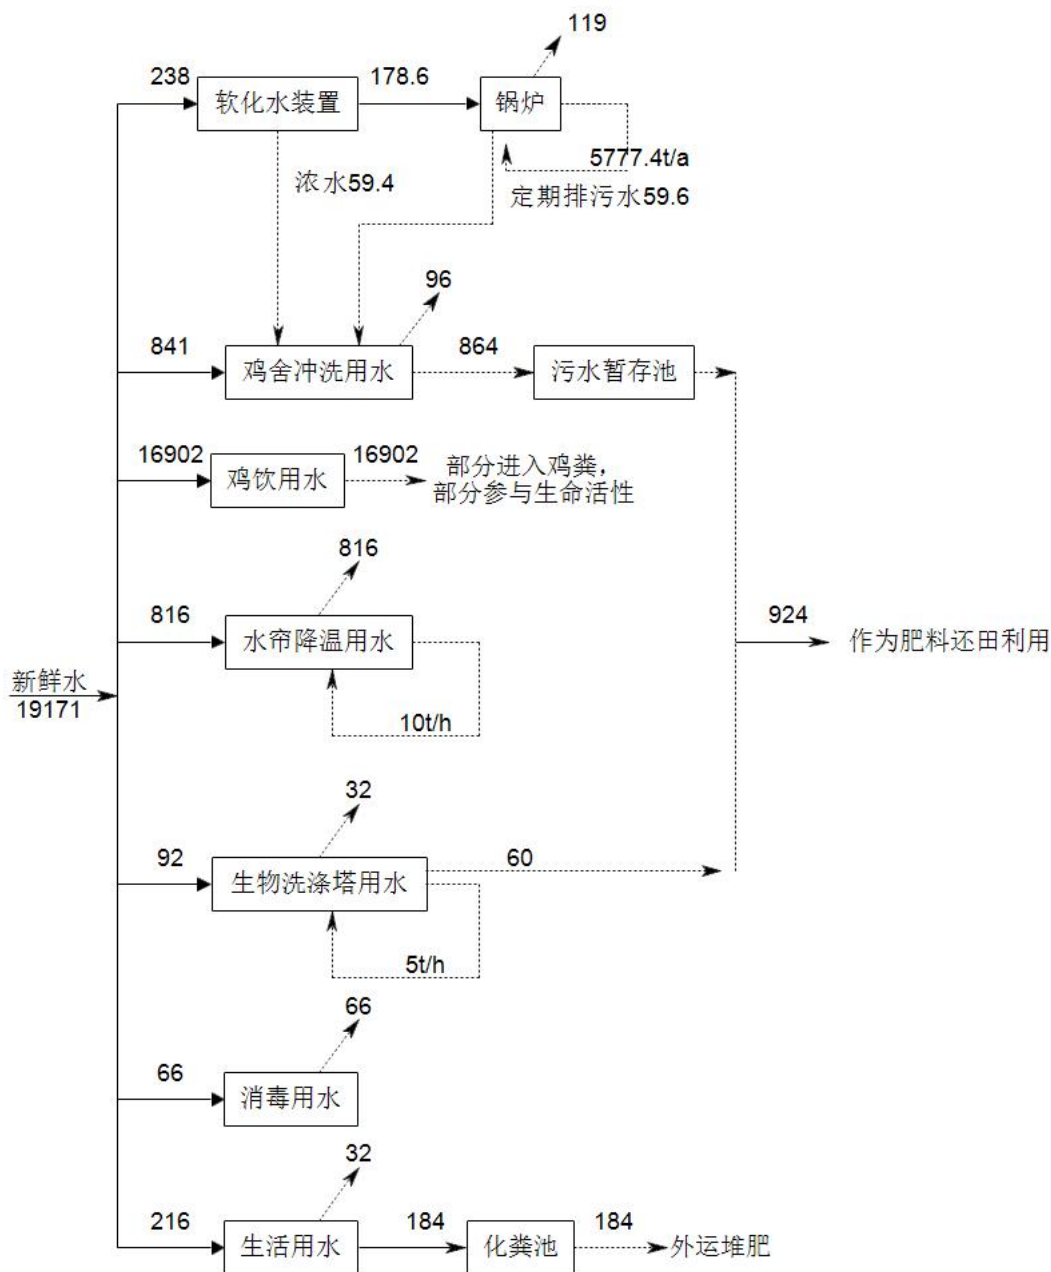 119
238
178.6
软化水装置
锅炉
5777.4t/a
浓水59.4
定期排污水59.6
96
841
864
鸡舍冲洗用水
污水暂存池
16902
16902
鸡饮用水
部分进入鸡粪，
部分参与生命活性
816
816
水帘降温用水
924
作为肥料还田利用
新鲜水
19171
10t/h
32
92
60
生物洗涤塔用水
5t/h
66
66
消毒用水
32
216
184
184
生活用水
化粪池
外运堆肥